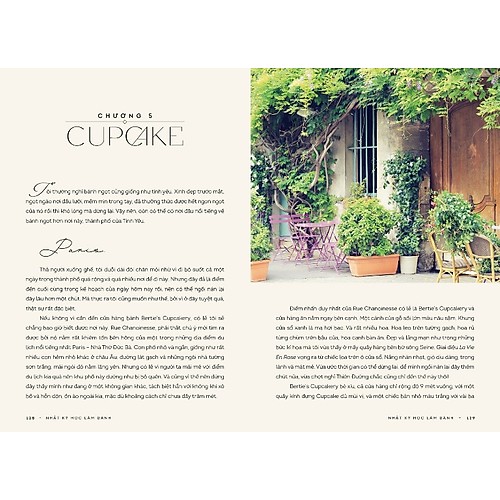 CHƯƠNG 5
CUPCAKE
Tôi thường nghĩ bánh ngọt cũng giống như tình yêu. Xinh đẹp trước mắt,
ngọt ngào nơi đầu lưỡi, mềm mịn trong tay, đã thưởng thức được hết ngon ngọt
của nó rồi thì khó lòng mà dừng lại. Vậy nên, còn có thể có nơi đâu nổi tiếng về
bánh ngọt hơn nơi này, thành phố của Tình Yêu.
Paris
Thả người xuống ghế, tôi duỗi dài đôi chân mỏi nhừ vì đi bộ suốt cả một
ngày trong thành phố quá rộng và quá nhiều nơi để đi này. Nhưng đây đã là điểm
đến cuối cùng trong kế hoạch của ngày hôm nay rồi, nên có thể ngồi nán lại
đây lâu hơn một chút. Mà thực ra tôi cũng muốn như thế, bởi vì ở đây tuyệt quá,
thật sự rất đặc biệt.
Nếu không vì cần đến cửa hàng Bertie's Cupcakery, có lẽ tôi sẽ
chẳng bao giờ biết được nơi này. Rue Chanoinesse, phải thật chú ý mới tìm ra
được bởi nó nằm rất khiêm tốn bên hông của một trong những địa điểm du
lịch nổi tiếng nhất Paris – Nhà Thờ Đức Bà. Con phố nhỏ và ngắn, giống như rất
nhiều con hẻm nhỏ khác ở châu Âu, đường lát gạch và những ngôi nhà tường
sơn trắng, mái ngói đỏ nằm lặng yên. Nhưng có lẽ vì người ta mải mê với điểm
du lịch kia quá nên khu này dường như bị bỏ quên. Và cũng vì thế nên đứng
đây thấy mình như đang ở một không gian khác, tách biệt hẳn với không khí xô
bồ và hỗn độn, ồn ào ngoài kia, mặc dù khoảng cách chỉ chưa đầy trăm mét.
128 • NHẬT KÝ HỌC LÀM BÁNH
Điểm nhấn duy nhất của Rue Chanoinesse có lẽ là Bertie's Cupcakery và
cửa hàng ăn nằm ngay bên cạnh. Một cánh cửa gỗ sồi lớn màu nâu sậm. Khung
cửa sổ xanh lá mạ hơi bạc. Và rất nhiều hoa. Hoa leo trên tường gạch, hoa rủ
từng chùm trên bậu cửa, hoa cạnh bàn ăn. Đẹp và lãng mạn như trong những
bức kí họa mà tôi vừa thấy ở mấy quầy hàng bên bờ sông Seine. Giai điệu La Vie
En Rose vọng ra từ chiếc loa trên ô cửa sổ. Nắng nhàn nhạt, gió dịu dàng, trong
lành và mát mẻ. Trên sâu thời gian có thể dừng lại, để mình ngồi nán lại đây thêm
chút nữa, vừa chợt nghĩ Thiên Đường chắc cũng chỉ đến thế này thôi!
Bertie's Cupcakery bé xíu, cả cửa hàng chỉ rộng độ 9 mét vuông, với một
quầy kính đựng Cupcake đủ mùi vị, và một chiếc bàn nhỏ màu trắng với vài ba
NHẬT KÝ HỌC LÀM BÁNH • 129